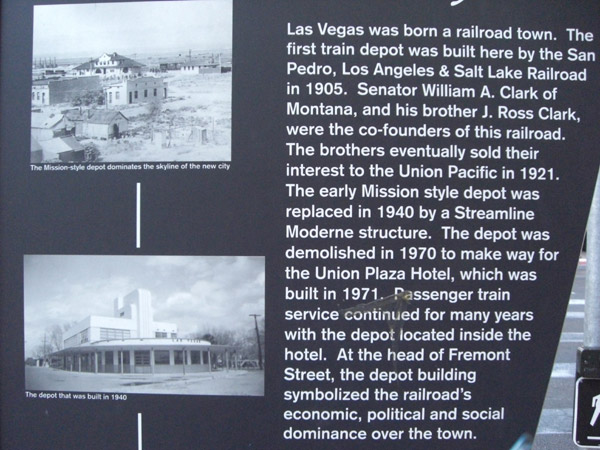 Las Vegas was born a railroad town. The
first train depot was built here by the San
Pedro, Los Angeles & Salt Lake Railroad
in 1905. Senator William A. Clark of
Montana, and his brother J. Ross Clark,
were the co-founders of this railroad.
The brothers eventually sold their
interest to the Union Pacific in 1921.
The early Mission style depot was
replaced in 1940 by a Streamline
Moderne structure. The depot was
demolished in 1970 to make way for
the Union Plaza Hotel, which was
built in 1971. Passenger train
service continued for many years
with the depot located inside the
hotel. At the head of Fremont
Street, the depot building
symbolized the railroad's
economic, political and social
dominance over the town.
The Mission-style depot dominates the skyline of the new city
The depot that was built in 1940